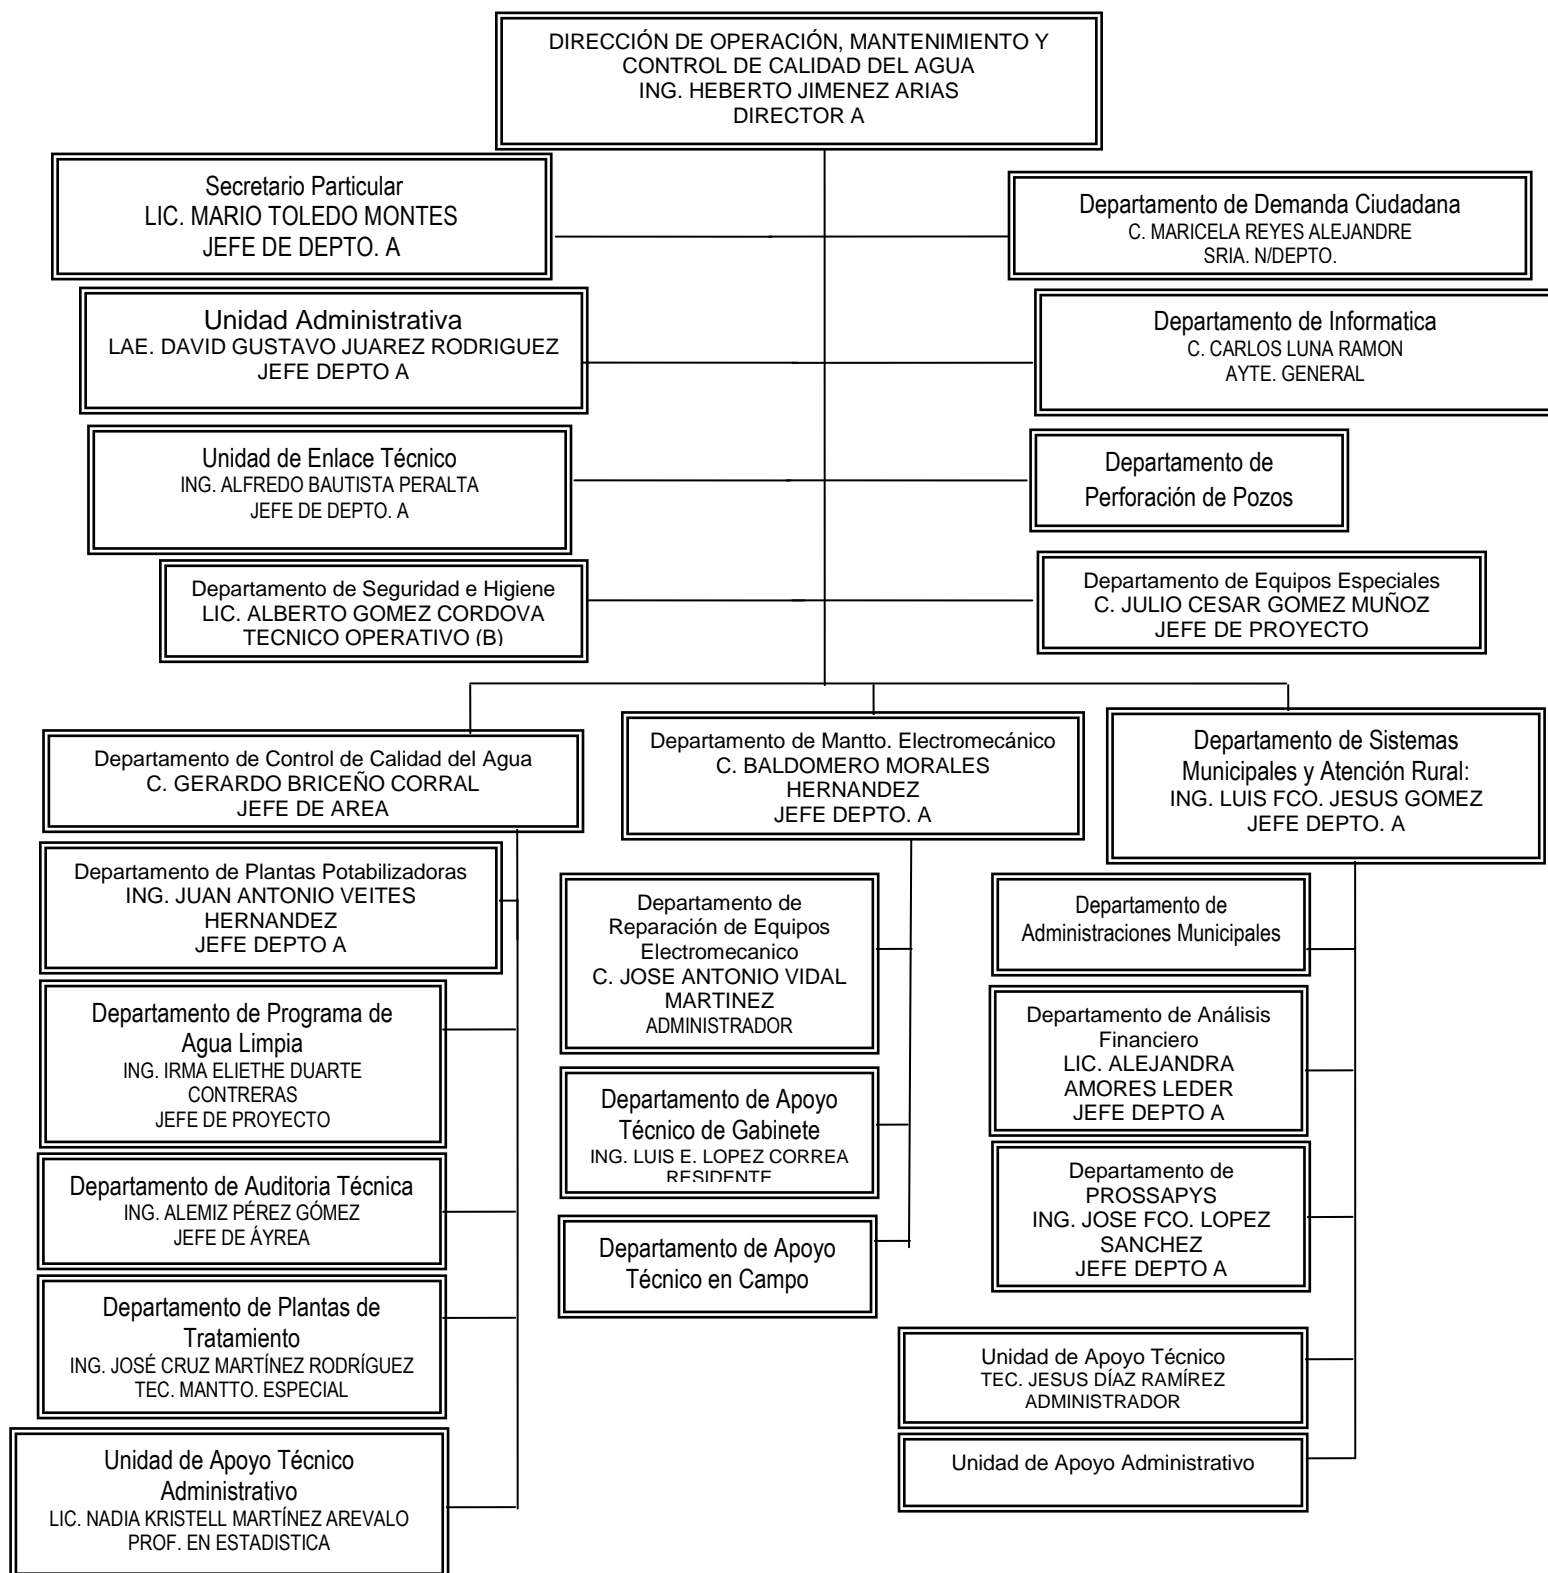 DIRECCIÓN DE OPERACIÓN, MANTENIMIENTO Y
CONTROL DE CALIDAD DEL AGUA
ING. HEBERTO JIMENEZ ARIAS
DIRECTOR A
Secretario Particular
LIC. MARIO TOLEDO MONTES
JEFE DE DEPTO. A
Departamento de Demanda Ciudadana
C. MARICELA REYES ALEJANDRE
SRIA. N/DEPTO.
Unidad Administrativa
LAE. DAVID GUSTAVO JUAREZ RODRIGUEZ
JEFE DEPTO A
Departamento de Informatica
C. CARLOS LUNA RAMON
AYTE. GENERAL
Unidad de Enlace Técnico
ING. ALFREDO BAUTISTA PERALTA
JEFE DE DEPTO. A
Departamento de
Perforación de Pozos
Departamento de Seguridad e Higiene
LIC. ALBERTO GOMEZ CORDOVA
TECNICO OPERATIVO (B)
Departamento de Equipos Especiales
C. JULIO CESAR GOMEZ MUÑOZ
JEFE DE PROYECTO
Departamento de Control de Calidad del Agua
C. GERARDO BRICEÑO CORRAL
JEFE DE AREA
Departamento de Mantto. Electromecánico
C. BALDOMERO MORALES
HERNANDEZ
JEFE DEPTO. A
Departamento de Sistemas
Municipales y Atención Rural:
ING. LUIS FCO. JESUS GOMEZ
JEFE DEPTO. A
Departamento de Plantas Potabilizadoras
ING. JUAN ANTONIO VEITES
HERNANDEZ
JEFE DEPTO A
Departamento de Programa de
Agua Limpia
ING. IRMA ELIETHE DUARTE
CONTRERAS
JEFE DE PROYECTO
Departamento de Auditoria Técnica
ING. ALEMIZ PÉREZ GÓMEZ
JEFE DE ÁYREA
Departamento de Plantas de
Tratamiento
ING. JOSÉ CRUZ MARTÍNEZ RODRÍGUEZ
TEC. MANTTO. ESPECIAL
Unidad de Apoyo Técnico
Administrativo
LIC. NADIA KRISTELL MARTÍNEZ AREVALO
PROF. EN ESTADISTICA
Departamento de
Reparación de Equipos
Electromecanico
C. JOSE ANTONIO VIDAL
MARTINEZ
ADMINISTRADOR
Departamento de Apoyo
Técnico de Gabinete
ING. LUIS E. LOPEZ CORREA
RESIDENTE
Departamento de Apoyo
Técnico en Campo
Departamento de
Administraciones Municipales
Departamento de Análisis
Financiero
LIC. ALEJANDRA
AMORES LEDER
JEFE DEPTO A
Departamento de
PROSSAPYS
ING. JOSE FCO. LOPEZ
SANCHEZ
JEFE DEPTO A
Unidad de Apoyo Técnico
TEC. JESUS DÍAZ RAMÍREZ
ADMINISTRADOR
Unidad de Apoyo Administrativo